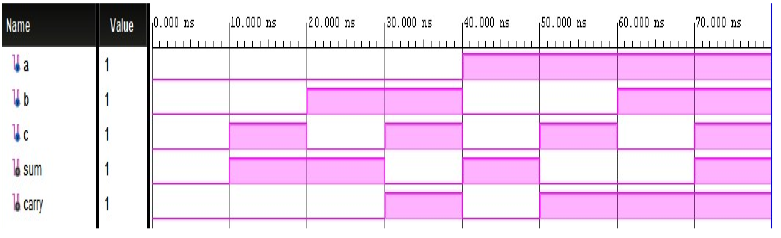 Name Value 0.000 ns 10.000 ns 20.000 ns 30.000 ns 40.000 ns 50.000 ns 60.000 ns 70.000 ns
a 1
b 1
c 1
sum 1
carry 1